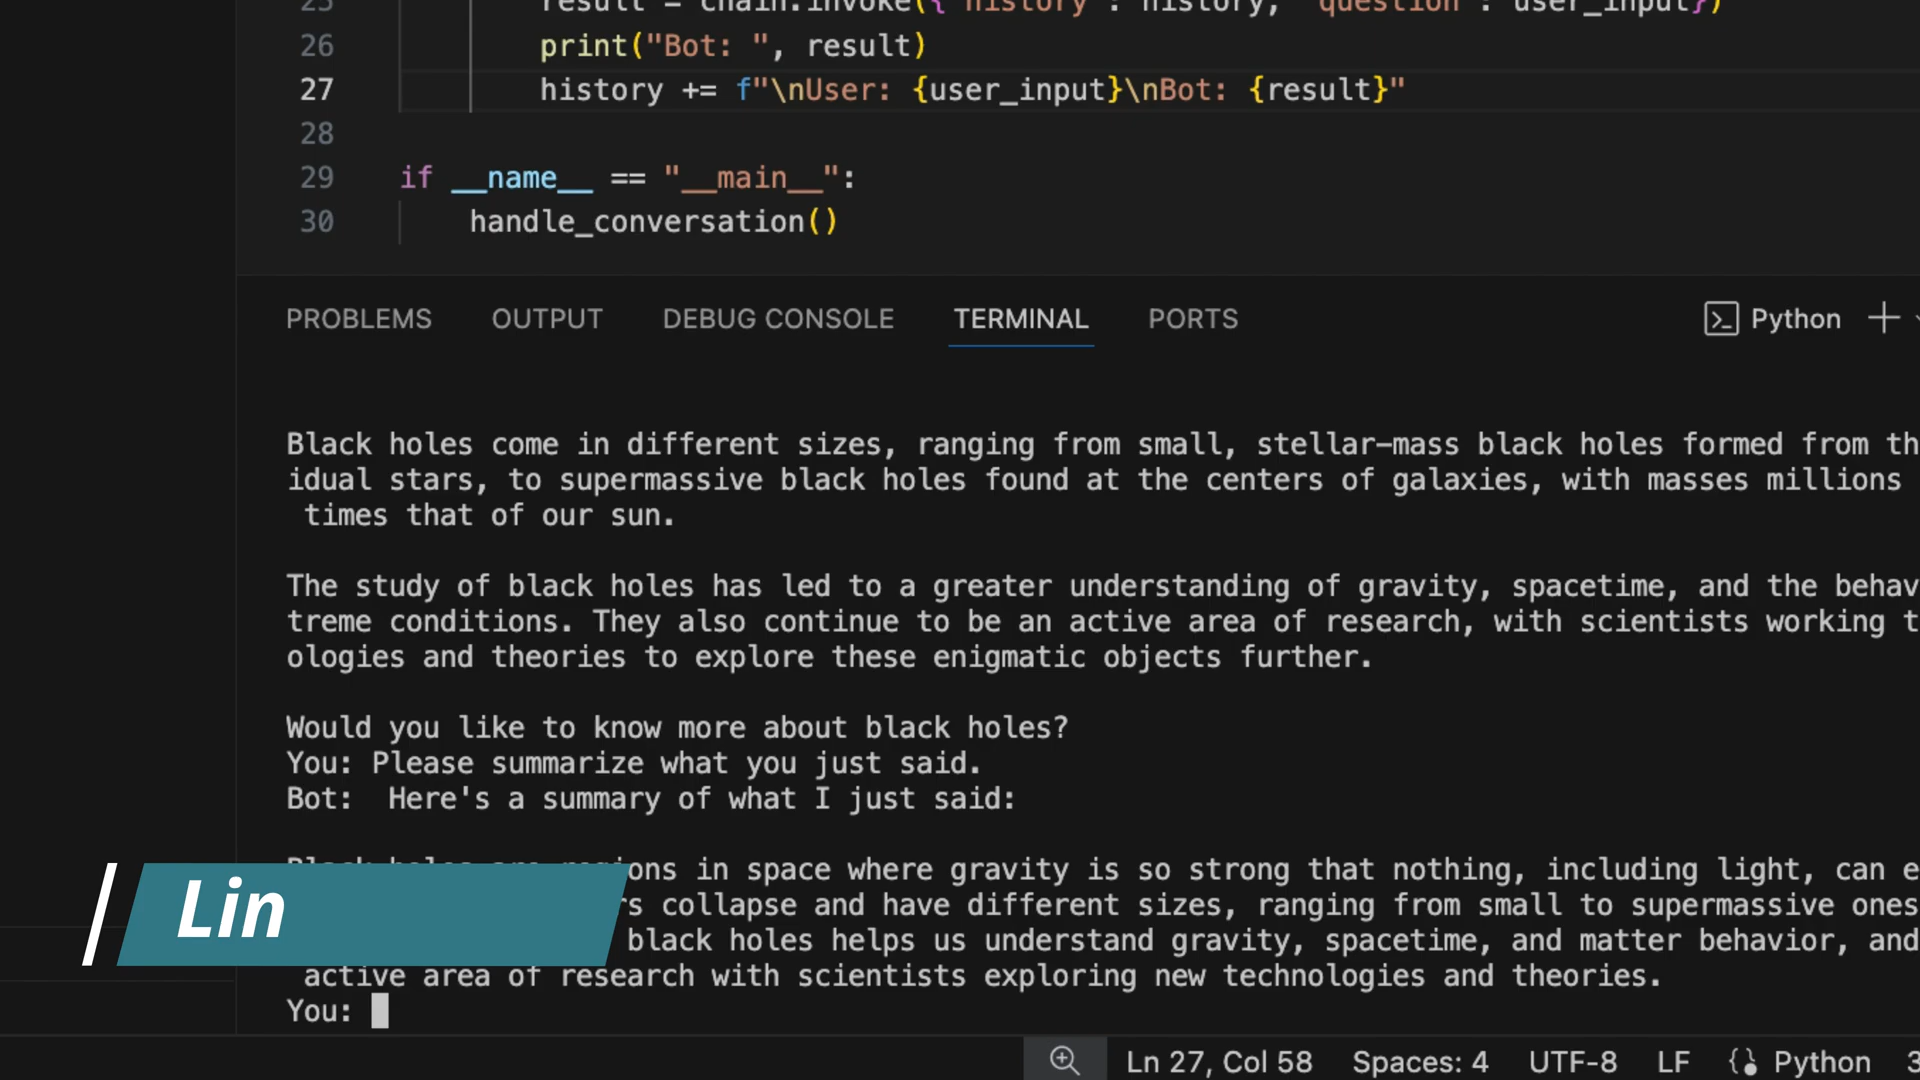 25 result = chain.invoke({"history": history, "question": user_input})
26 print("Bot: ", result)
27 history += f"\nUser: {user_input}\nBot: {result}"
28
29 if __name__ == "__main__":
30 handle_conversation()
PROBLEMS OUTPUT DEBUG CONSOLE TERMINAL PORTS Python
Black holes come in different sizes, ranging from small, stellar-mass black holes formed from th
idual stars, to supermassive black holes found at the centers of galaxies, with masses millions
times that of our sun.
The study of black holes has led to a greater understanding of gravity, spacetime, and the behav
treme conditions. They also continue to be an active area of research, with scientists working t
ologies and theories to explore these enigmatic objects further.
Would you like to know more about black holes?
You: Please summarize what you just said.
Bot:  Here's a summary of what I just said:
in space where gravity is so strong that nothing, including light, can e
collapse and have different sizes, ranging from small to supermassive ones
black holes helps us understand gravity, spacetime, and matter behavior, and
active area of research with scientists exploring new technologies and theories.
You:
Lin
Ln 27, Col 58 Spaces: 4 UTF-8 LF {} Python 3